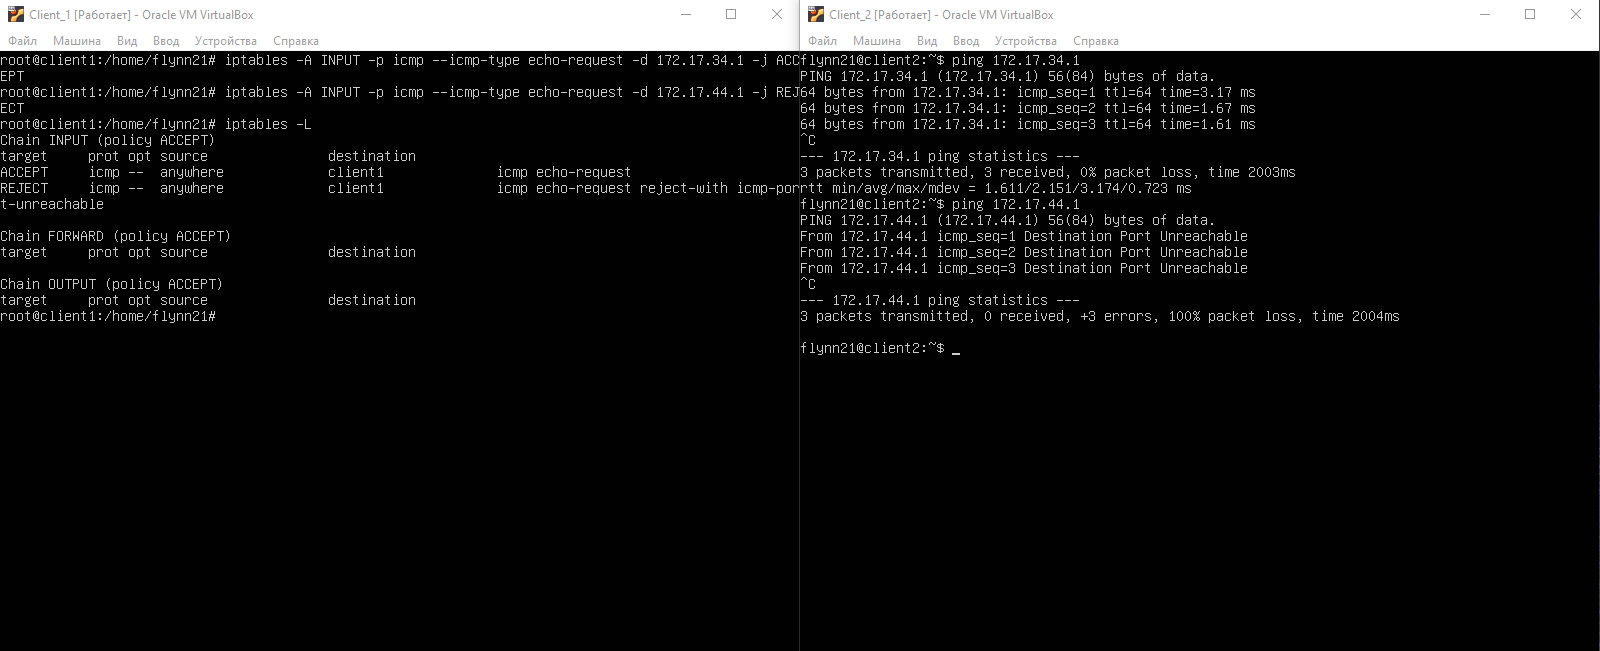 Client_1 [Работает] - Oracle VM VirtualBox
Файл Машина Вид Ввод Устройства Справка
root@client1:/home/flynn21# iptables -A INPUT -p icmp --icmp-type echo-request -d 172.17.34.1 -j ACC
EPT
root@client1:/home/flynn21# iptables -A INPUT -p icmp --icmp-type echo-request -d 172.17.44.1 -j REJ
ECT
root@client1:/home/flynn21# iptables -L
Chain INPUT (policy ACCEPT)
target     prot opt source               destination
ACCEPT     icmp --  anywhere             client1              icmp echo-request
REJECT     icmp --  anywhere             client1              icmp echo-request reject-with icmp-por
t-unreachable
Chain FORWARD (policy ACCEPT)
target     prot opt source               destination
Chain OUTPUT (policy ACCEPT)
target     prot opt source               destination
root@client1:/home/flynn21#
Client_2 [Работает] - Oracle VM VirtualBox
Файл Машина Вид Ввод Устройства Справка
flynn21@client2:~$ ping 172.17.34.1
PING 172.17.34.1 (172.17.34.1) 56(84) bytes of data.
64 bytes from 172.17.34.1: icmp_seq=1 ttl=64 time=3.17 ms
64 bytes from 172.17.34.1: icmp_seq=2 ttl=64 time=1.67 ms
64 bytes from 172.17.34.1: icmp_seq=3 ttl=64 time=1.61 ms
^C
--- 172.17.34.1 ping statistics ---
3 packets transmitted, 3 received, 0% packet loss, time 2003ms
rtt min/avg/max/mdev = 1.611/2.151/3.174/0.723 ms
flynn21@client2:~$ ping 172.17.44.1
PING 172.17.44.1 (172.17.44.1) 56(84) bytes of data.
From 172.17.44.1 icmp_seq=1 Destination Port Unreachable
From 172.17.44.1 icmp_seq=2 Destination Port Unreachable
From 172.17.44.1 icmp_seq=3 Destination Port Unreachable
^C
--- 172.17.44.1 ping statistics ---
3 packets transmitted, 0 received, +3 errors, 100% packet loss, time 2004ms
flynn21@client2:~$ _